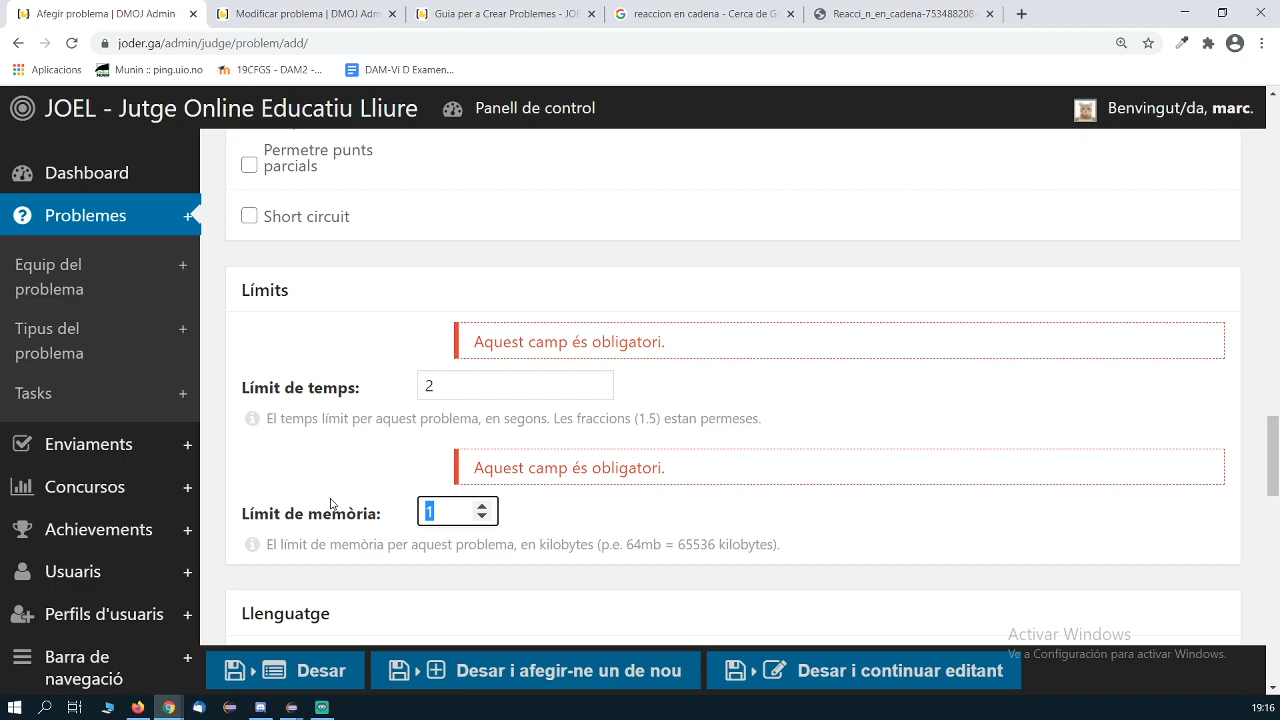 Afegir problema | DMOJ Admin
Modificar problema | DMOJ Adm
Guia per a Crear Problemes - JOE
reaccion en cadena - Cerca de G
Reacci_n_en_cadena-753488208-
joder.ga/admin/judge/problem/add/
Aplicacions
Munin :: ping.uio.no
19CFGS - DAM2 -...
DAM-Vi D Examen...
JOEL - Jutge Online Educatiu Lliure
Panell de control
Benvingut/da, marc.
Dashboard
Problemes +
Equip del problema +
Tipus del problema +
Tasks +
Enviaments +
Concursos +
Achievements +
Usuaris +
Perfils d'usuaris +
Barra de navegació +
Permetre punts
parcials
Short circuit
Límits
Aquest camp és obligatori.
Límit de temps: 2
El temps límit per aquest problema, en segons. Les fraccions (1.5) estan permeses.
Aquest camp és obligatori.
Límit de memòria: 1
El límit de memòria per aquest problema, en kilobytes (p.e. 64mb = 65536 kilobytes).
Llenguatge
Activar Windows
Ve a Configuración para activar Windows.
Desar
Desar i afegir-ne un de nou
Desar i continuar editant
19:16